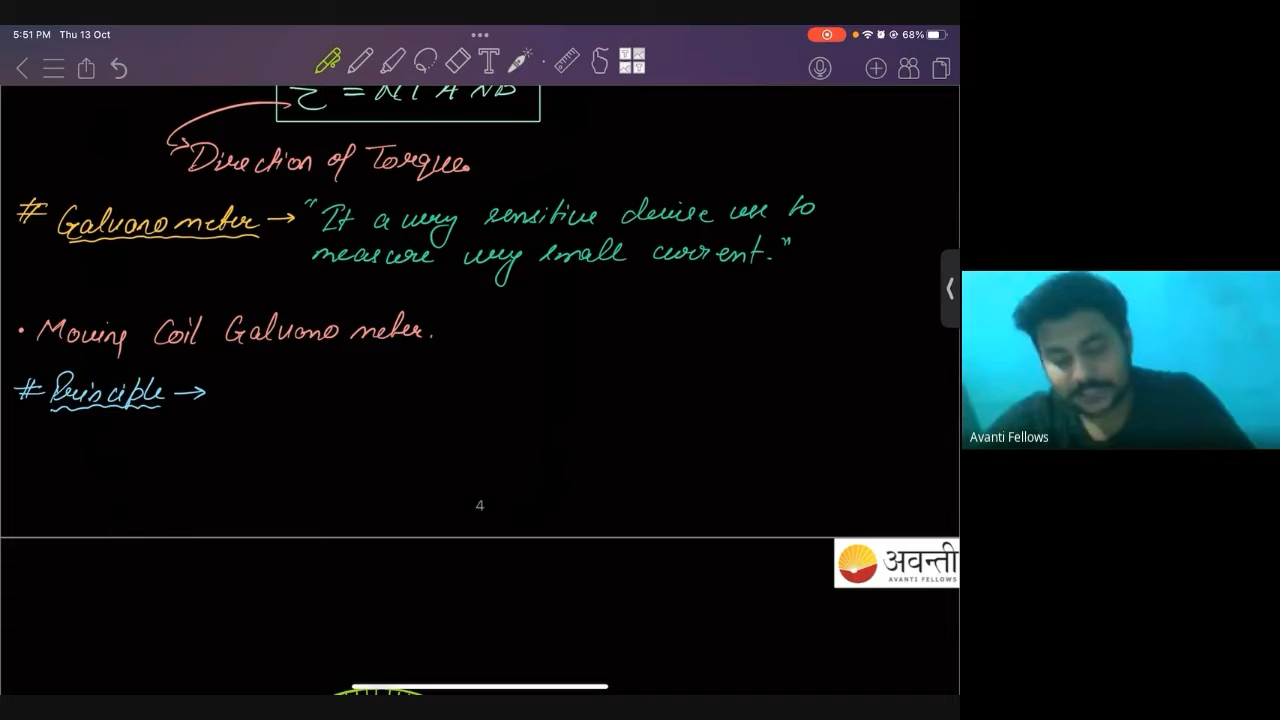 5:51 PM Thu 13 Oct
68%
Direction of Torque.
# Galvanometer → "It a very sensitive device use to
measure very small current."
• Moving Coil Galvanometer.
# Principle →
4
Avanti Fellows
अवन्ती
AVANTI FELLOWS